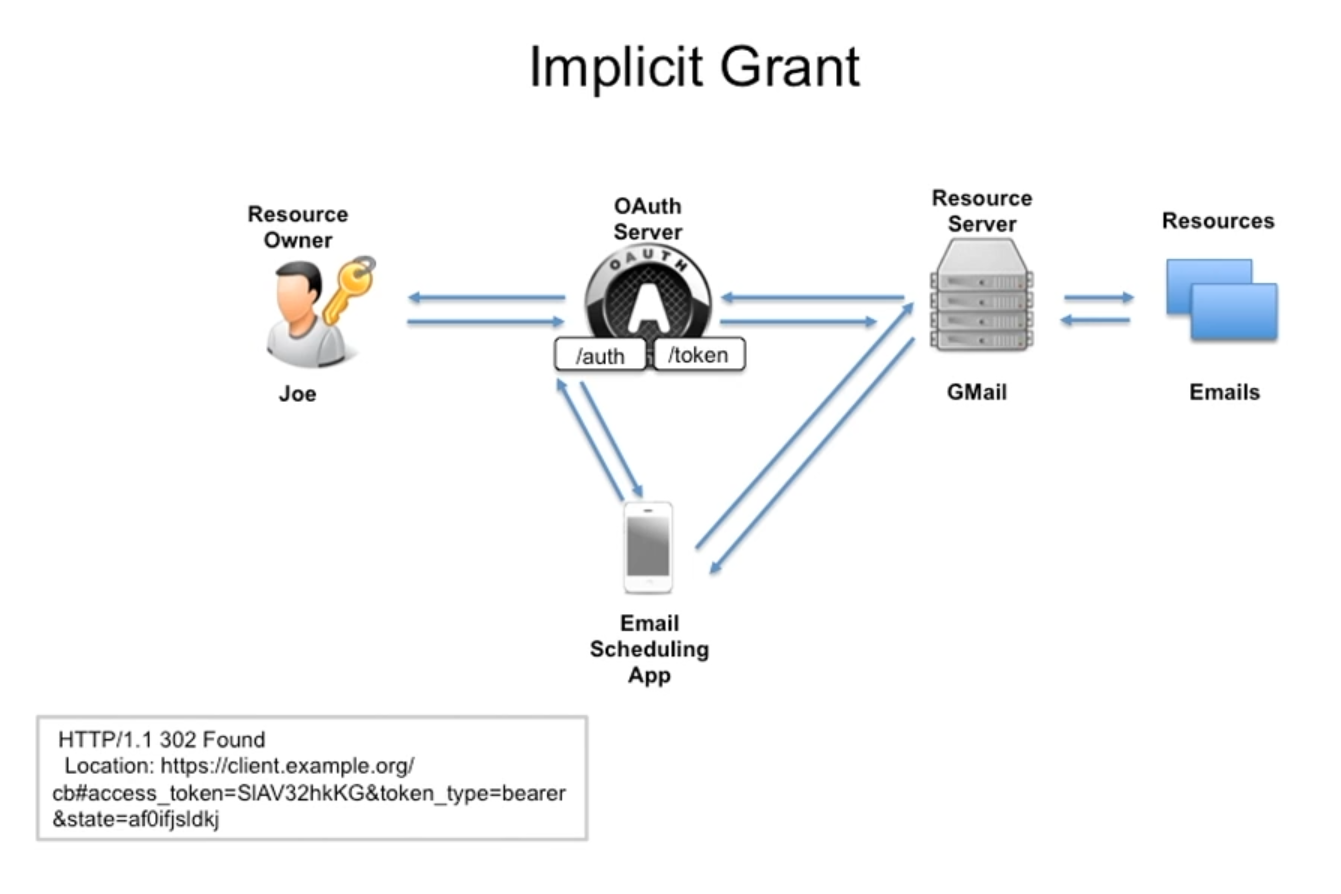 Implicit Grant
Resource
Owner
OAuth
Server
Resource
Server
Resources
OAUTH
A
/auth
/token
Joe
GMail
Emails
Email
Scheduling
App
HTTP/1.1 302 Found
Location: https://client.example.org/
cb#access_token=SlAV32hkKG&token_type=bearer
&state=af0ifjsldkj